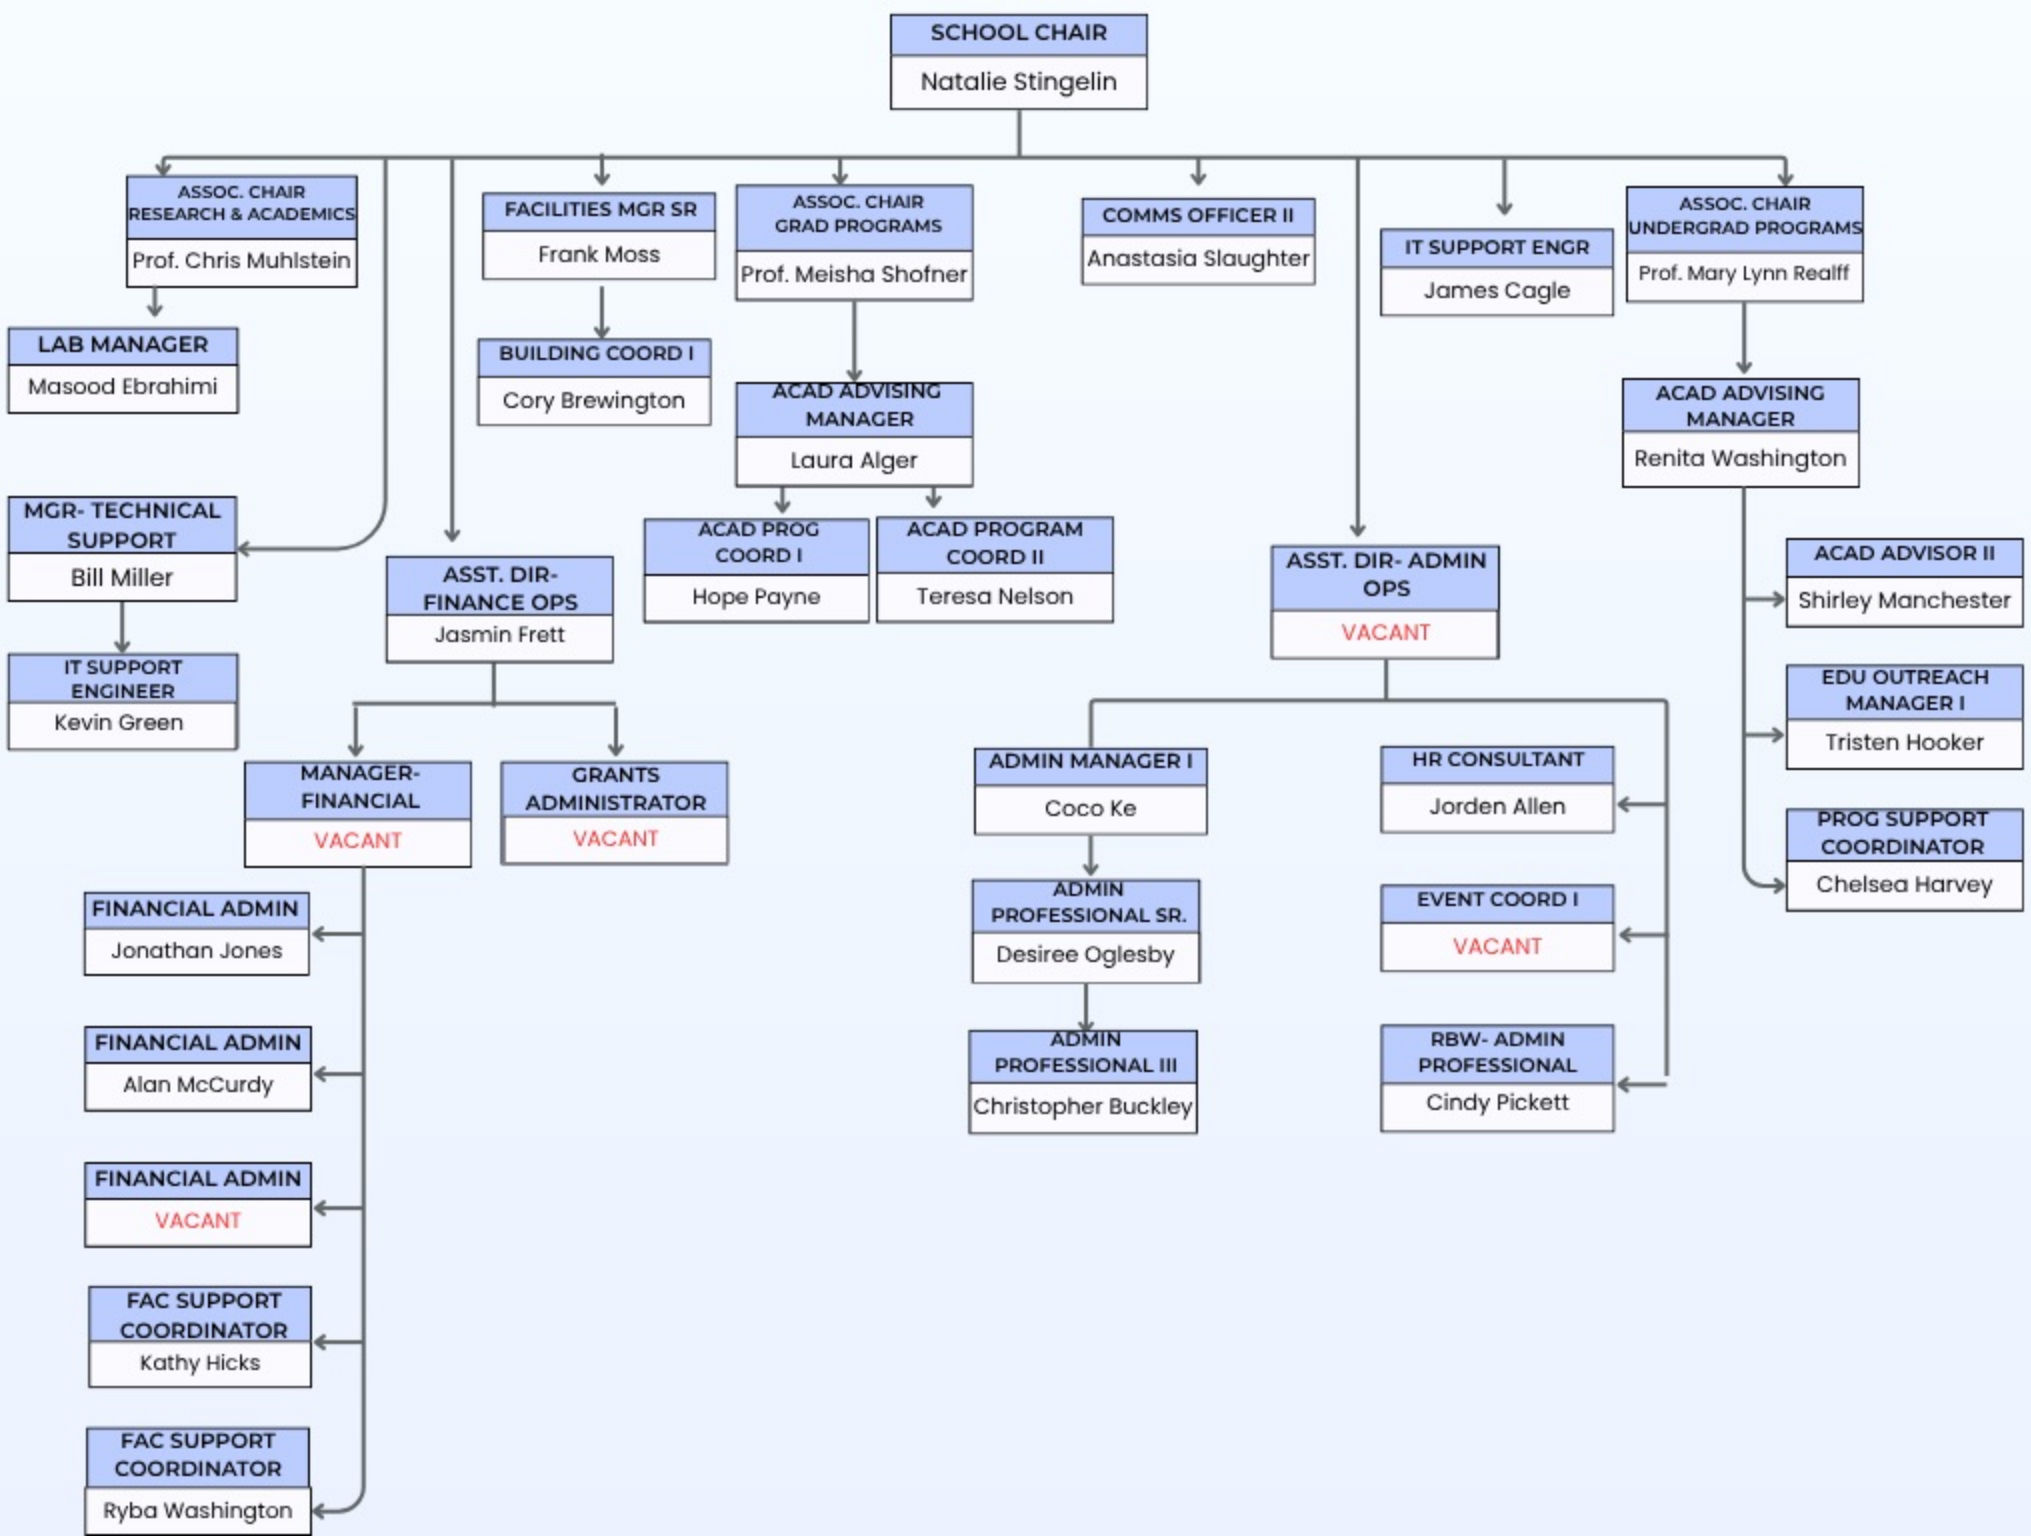 SCHOOL CHAIR
Natalie Stingelin
ASSOC. CHAIR
RESEARCH & ACADEMICS
Prof. Chris Muhlstein
LAB MANAGER
Masood Ebrahimi
MGR- TECHNICAL
SUPPORT
Bill Miller
IT SUPPORT
ENGINEER
Kevin Green
ASST. DIR-
FINANCE OPS
Jasmin Frett
MANAGER-
FINANCIAL
VACANT
GRANTS
ADMINISTRATOR
VACANT
FINANCIAL ADMIN
Jonathan Jones
FINANCIAL ADMIN
Alan McCurdy
FINANCIAL ADMIN
VACANT
FAC SUPPORT
COORDINATOR
Kathy Hicks
FAC SUPPORT
COORDINATOR
Ryba Washington
FACILITIES MGR SR
Frank Moss
BUILDING COORD I
Cory Brewington
ASSOC. CHAIR
GRAD PROGRAMS
Prof. Meisha Shofner
ACAD ADVISING
MANAGER
Laura Alger
ACAD PROG
COORD I
Hope Payne
ACAD PROGRAM
COORD II
Teresa Nelson
COMMS OFFICER II
Anastasia Slaughter
ASST. DIR- ADMIN
OPS
VACANT
ADMIN MANAGER I
Coco Ke
ADMIN
PROFESSIONAL SR.
Desiree Oglesby
ADMIN
PROFESSIONAL III
Christopher Buckley
HR CONSULTANT
Jorden Allen
EVENT COORD I
VACANT
RBW- ADMIN
PROFESSIONAL
Cindy Pickett
IT SUPPORT ENGR
James Cagle
ASSOC. CHAIR
UNDERGRAD PROGRAMS
Prof. Mary Lynn Realff
ACAD ADVISING
MANAGER
Renita Washington
ACAD ADVISOR II
Shirley Manchester
EDU OUTREACH
MANAGER I
Tristen Hooker
PROG SUPPORT
COORDINATOR
Chelsea Harvey